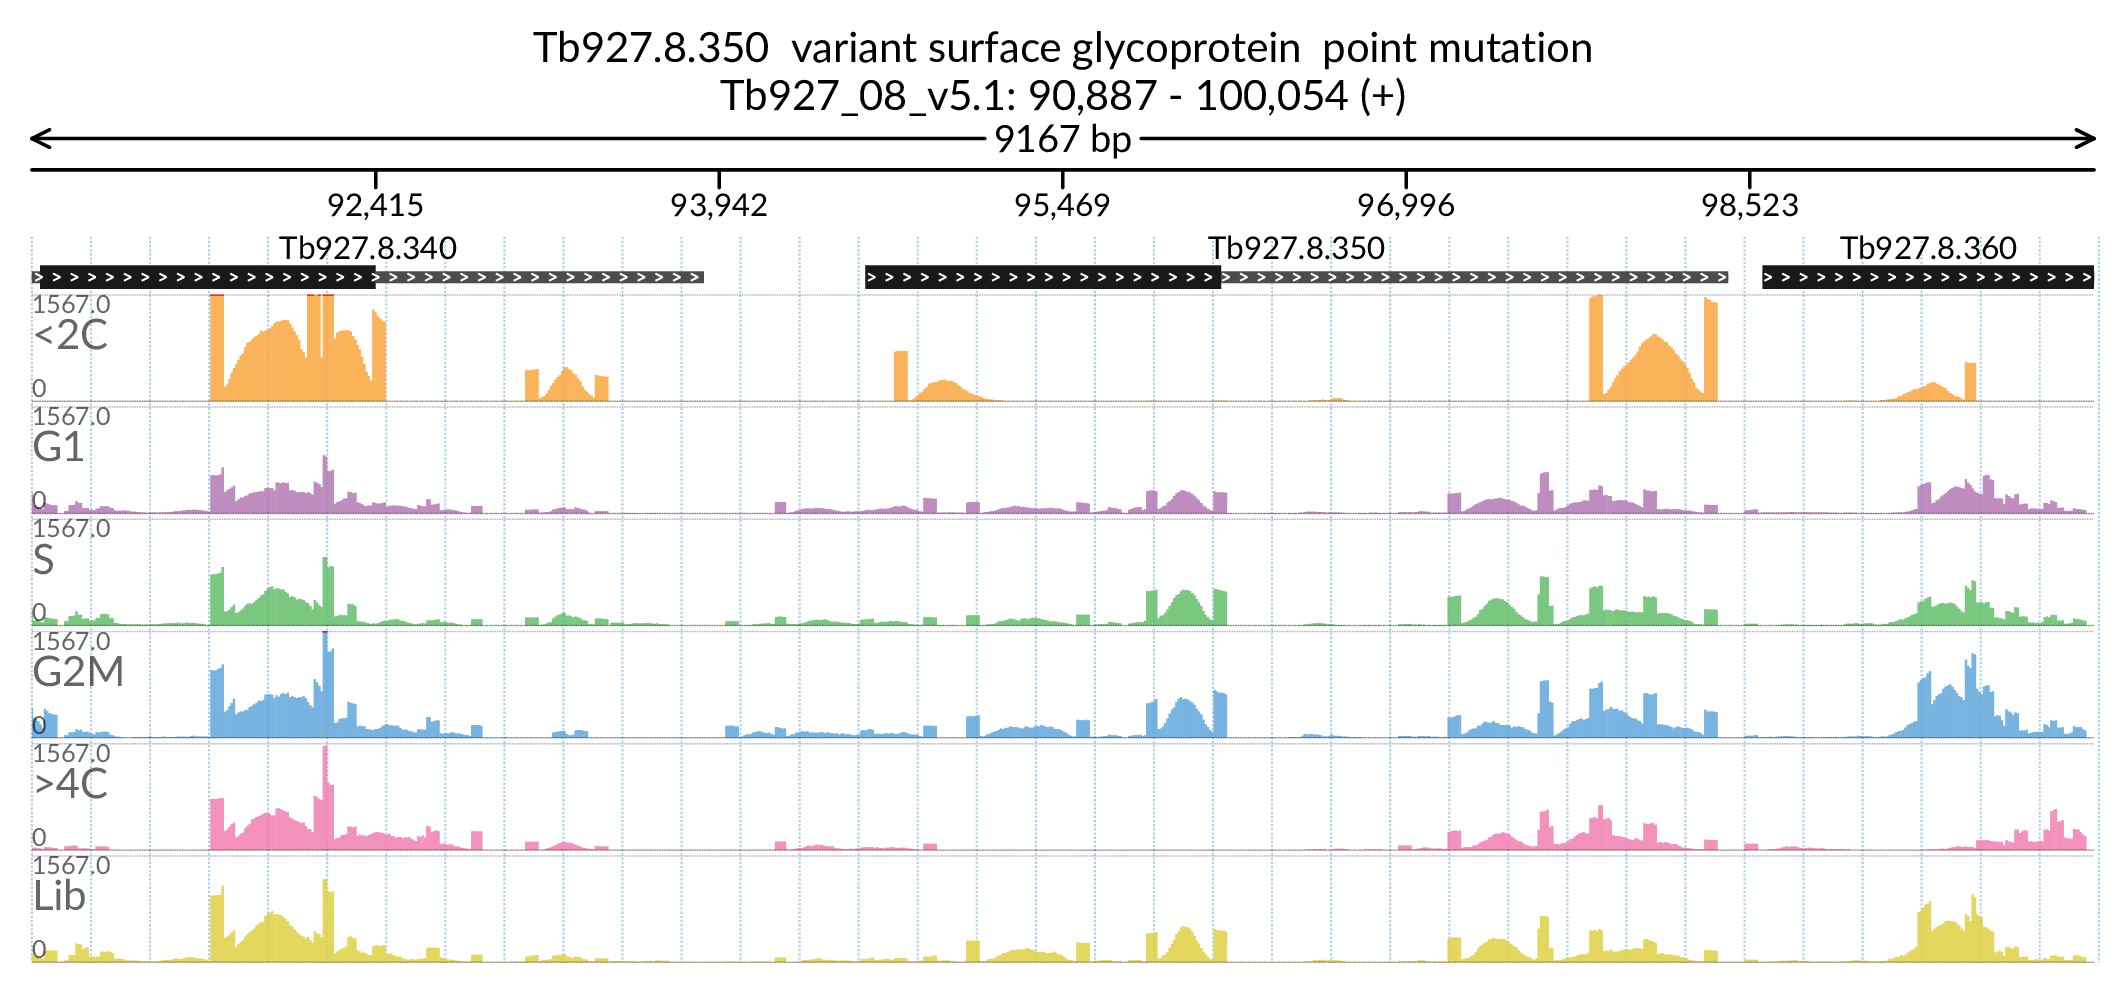 Tb927.8.350  variant surface glycoprotein  point mutation
Tb927_08_v5.1: 90,887 - 100,054 (+)
9167 bp
92,415 93,942 95,469 96,996 98,523
Tb927.8.340 Tb927.8.350 Tb927.8.360
1567.0
<2C
0
1567.0
G1
0
1567.0
S
0
1567.0
G2M
0
1567.0
>4C
0
1567.0
Lib
0